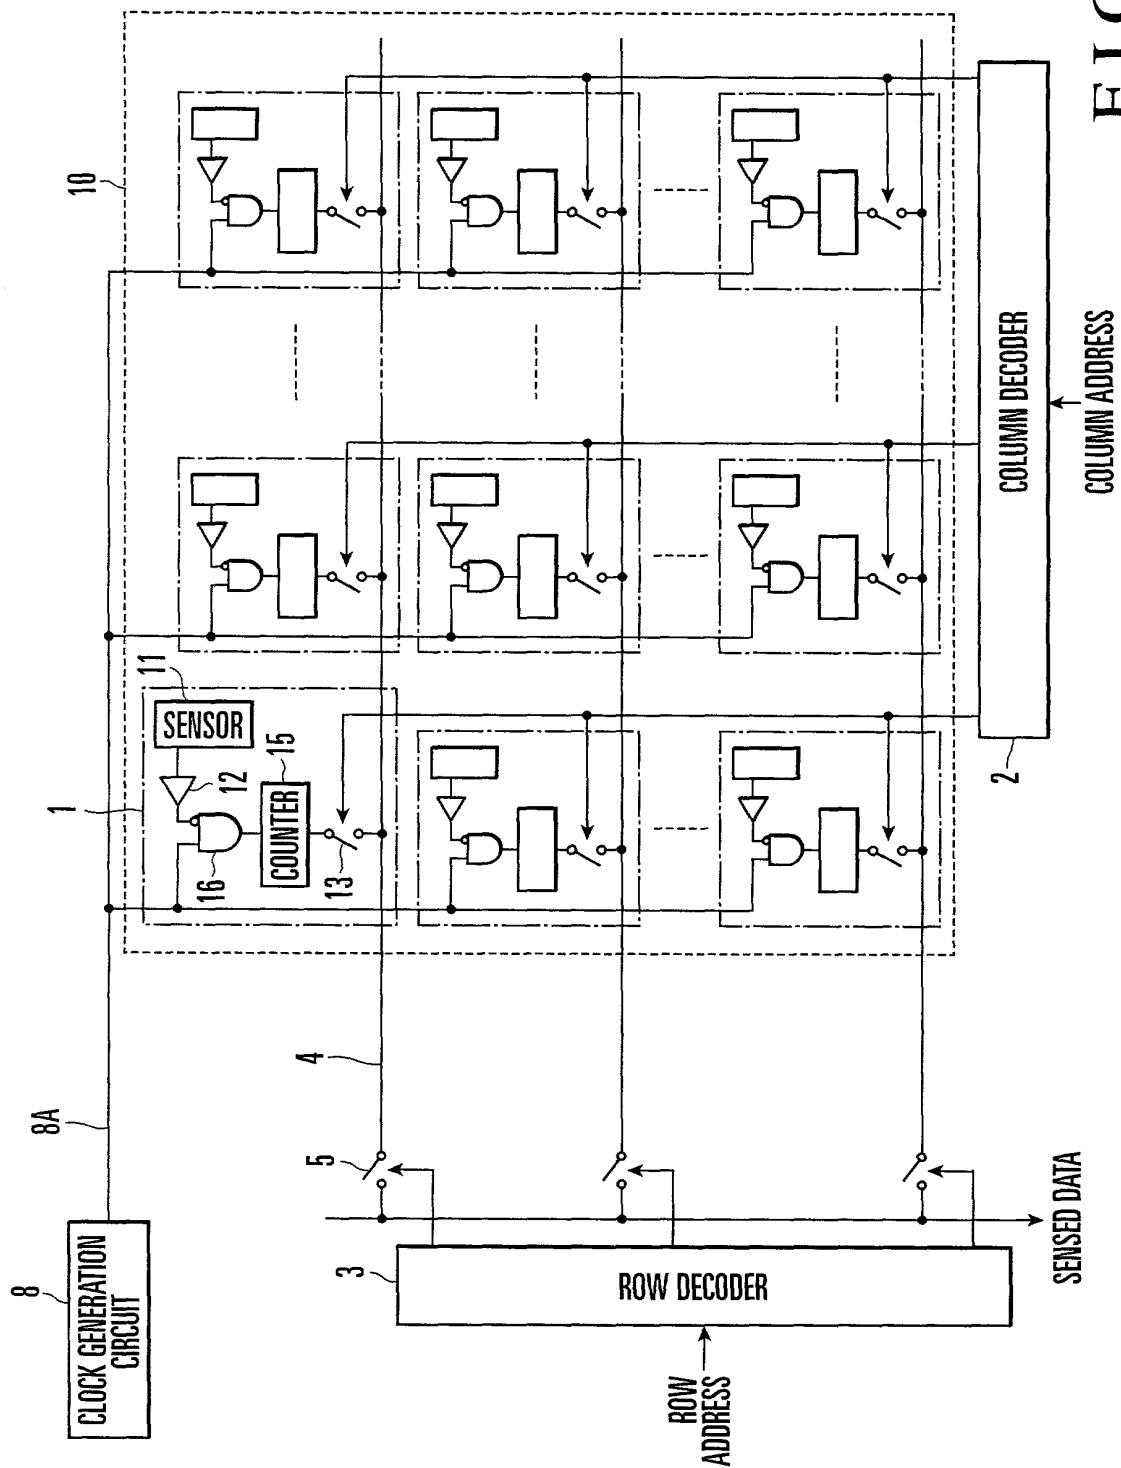 10
1
SENSOR
11
12
16
COUNTER
15
13
8A
4
5
8
CLOCK GENERATION
CIRCUIT
3
ROW DECODER
ROW
ADDRESS
SENSED DATA
COLUMN DECODER
2
COLUMN ADDRESS